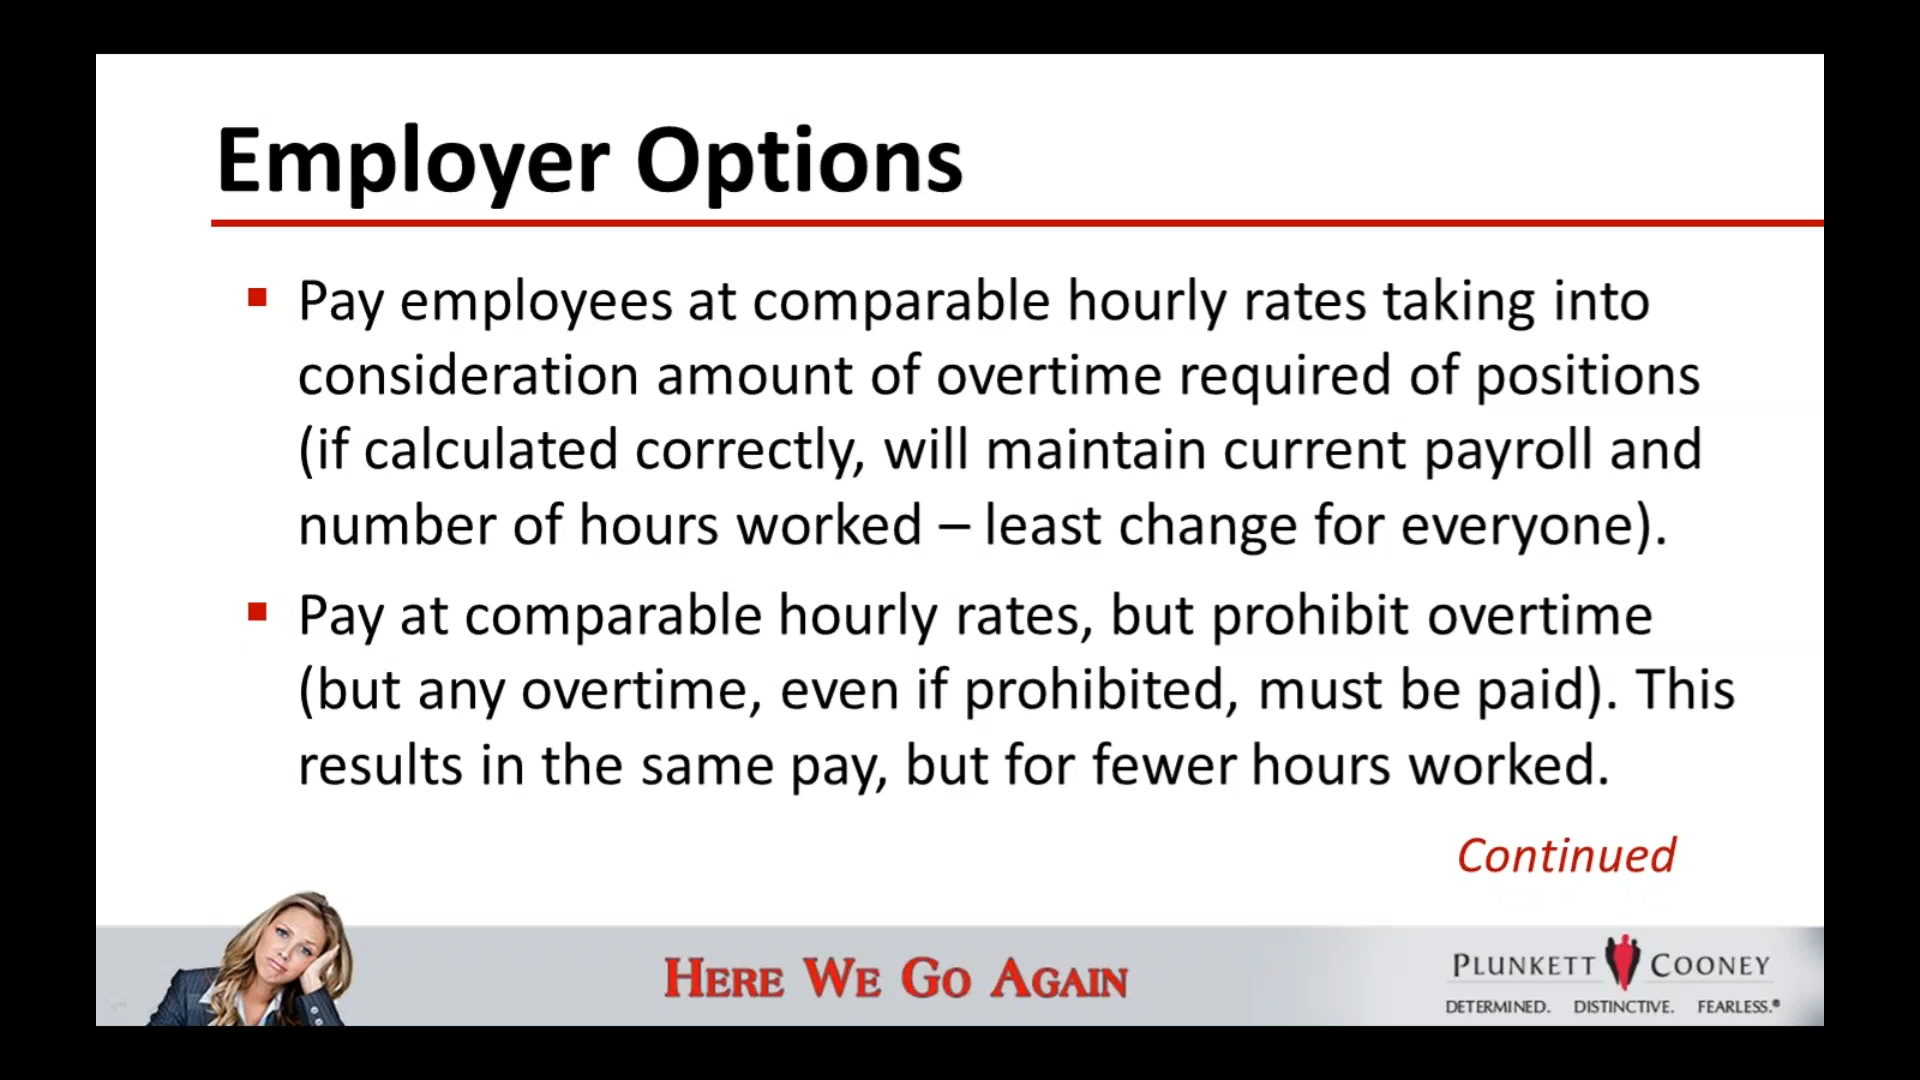 Employer Options
Pay employees at comparable hourly rates taking into
consideration amount of overtime required of positions
(if calculated correctly, will maintain current payroll and
number of hours worked – least change for everyone).
Pay at comparable hourly rates, but prohibit overtime
(but any overtime, even if prohibited, must be paid). This
results in the same pay, but for fewer hours worked.
Continued
HERE WE GO AGAIN
PLUNKETT COONEY
DETERMINED. DISTINCTIVE. FEARLESS.®